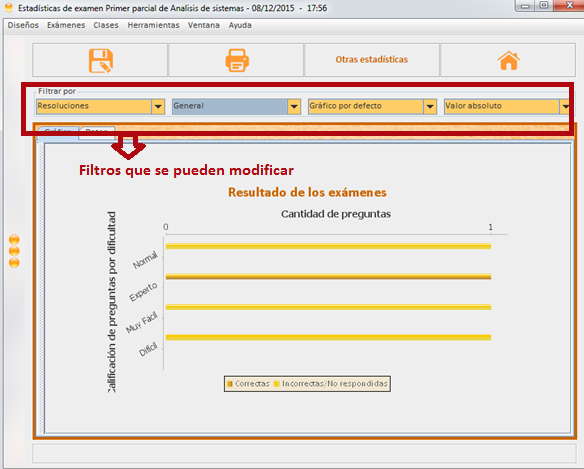 Estadísticas de examen Primer parcial de Analisis de sistemas - 08/12/2015 - 17:56
Diseños Exámenes Clases Herramientas Ventana Ayuda
Otras estadísticas
Filtrar por
Resoluciones General Gráfico por defecto Valor absoluto
Gráfico Datos
Filtros que se pueden modificar
Resultado de los exámenes
Cantidad de preguntas
0 1
Calificación de preguntas por dificultad
Normal
Experto
Muy Fácil
Difícil
Correctas Incorrectas/No respondidas